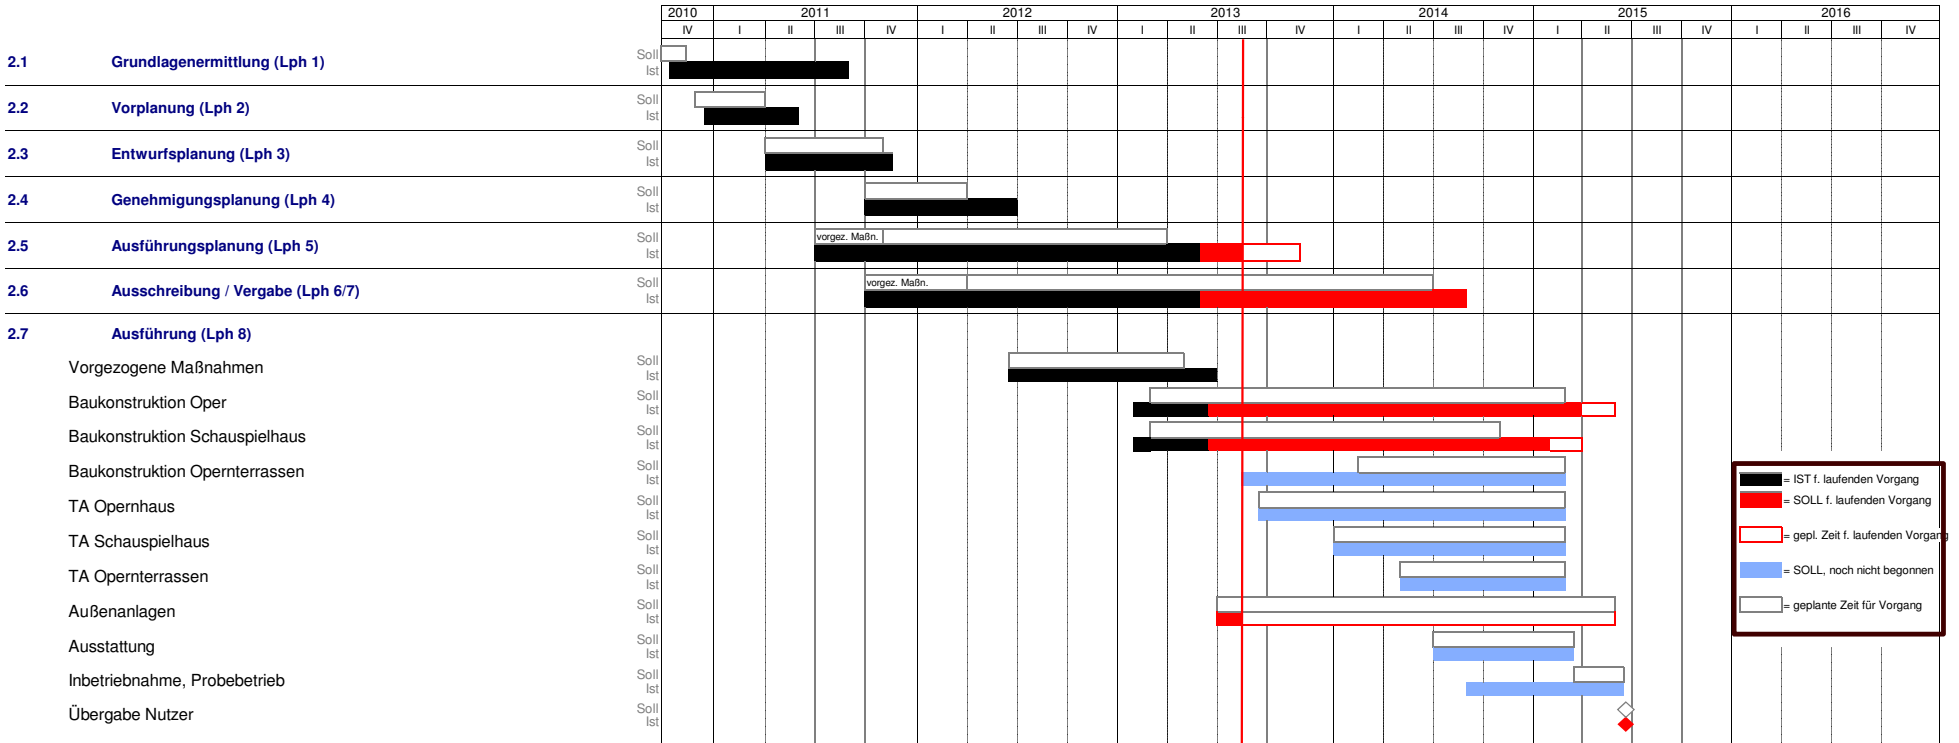 2010 2011 2012 2013 2014 2015 2016
IV I II III IV I II III IV I II III IV I II III IV I II III IV I II III IV
2.1 Grundlagenermittlung (Lph 1) Soll
Ist
2.2 Vorplanung (Lph 2) Soll
Ist
2.3 Entwurfsplanung (Lph 3) Soll
Ist
2.4 Genehmigungsplanung (Lph 4) Soll
Ist
2.5 Ausführungsplanung (Lph 5) Soll vorgez. Maßn.
Ist
2.6 Ausschreibung / Vergabe (Lph 6/7) Soll vorgez. Maßn.
Ist
2.7 Ausführung (Lph 8)
Vorgezogene Maßnahmen Soll
Ist
Baukonstruktion Oper Soll
Ist
Baukonstruktion Schauspielhaus Soll
Ist
Baukonstruktion Opernterrassen Soll
Ist
TA Opernhaus Soll
Ist
TA Schauspielhaus Soll
Ist
TA Opernterrassen Soll
Ist
Außenanlagen Soll
Ist
Ausstattung Soll
Ist
Inbetriebnahme, Probebetrieb Soll
Ist
Übergabe Nutzer Soll
Ist
= IST f. laufenden Vorgang
= SOLL f. laufenden Vorgang
= gepl. Zeit f. laufenden Vorgang
= SOLL, noch nicht begonnen
= geplante Zeit für Vorgang